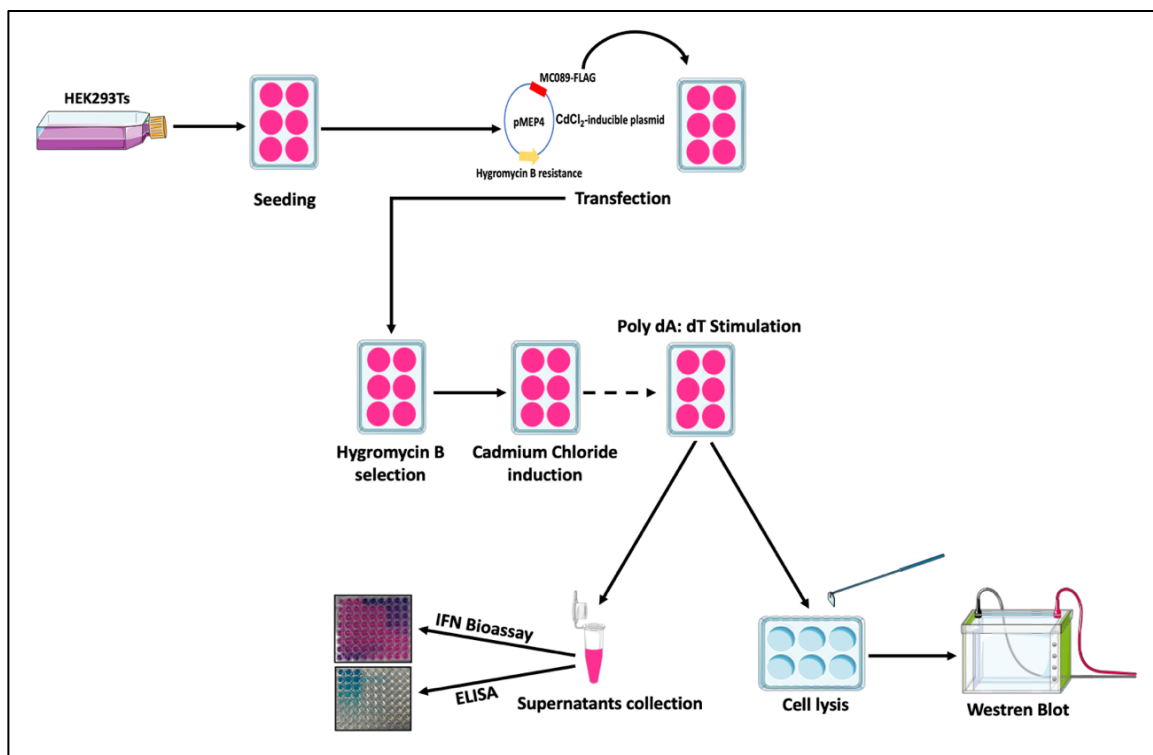 HEK293Ts
MC089-FLAG
pMEP4
CdCl₂-inducible plasmid
Hygromycin B resistance
Seeding
Transfection
Poly dA: dT Stimulation
Hygromycin B
selection
Cadmium Chloride
induction
IFN Bioassay
ELISA
Supernatants collection
Cell lysis
Westren Blot